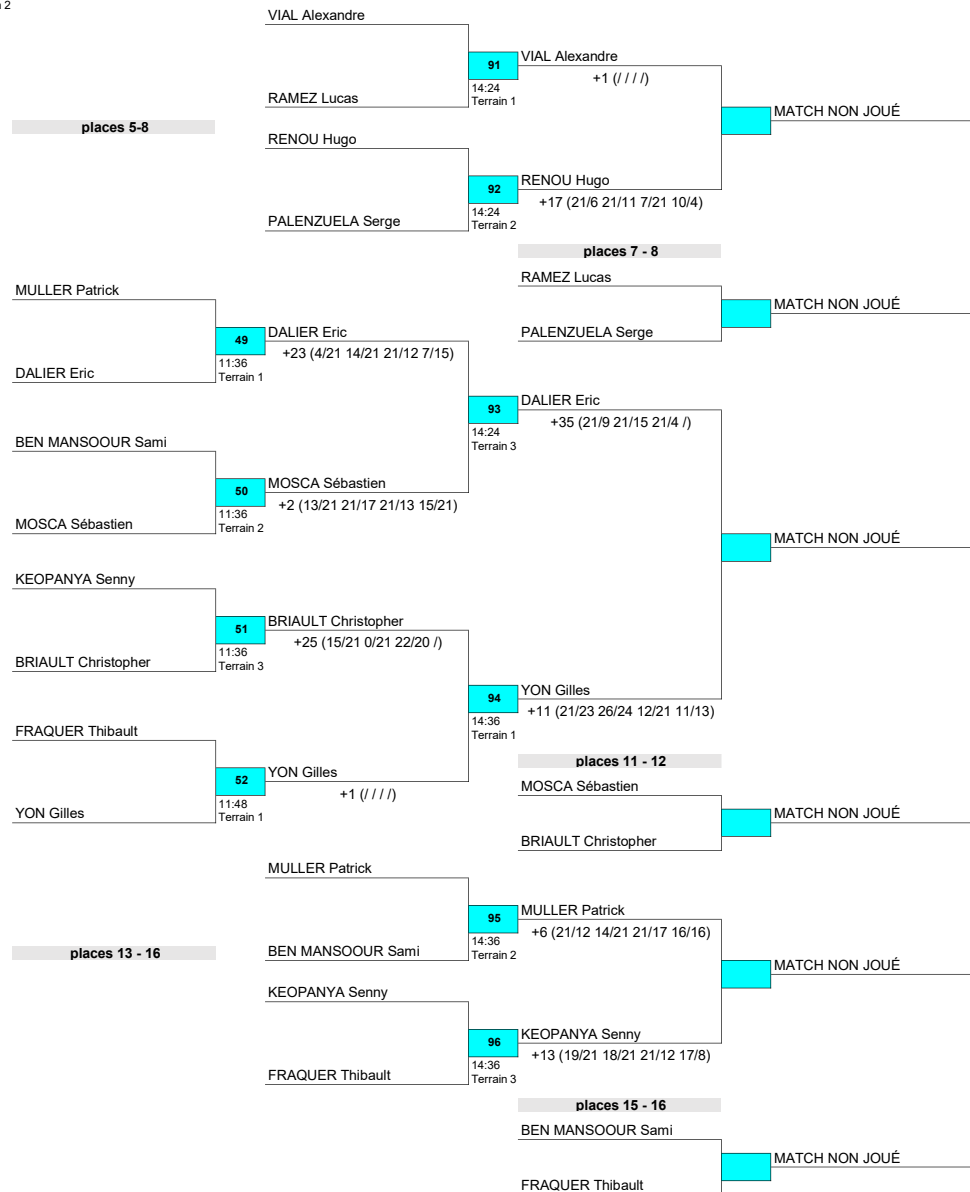 2
VIAL Alexandre
91 VIAL Alexandre
+1 (/ / / /)
14:24
Terrain 1
RAMEZ Lucas
MATCH NON JOUÉ
places 5-8
RENOU Hugo
92 RENOU Hugo
+17 (21/6 21/11 7/21 10/4)
14:24
Terrain 2
PALENZUELA Serge
places 7 - 8
RAMEZ Lucas
MULLER Patrick
MATCH NON JOUÉ
PALENZUELA Serge
49 DALIER Eric
+23 (4/21 14/21 21/12 7/15)
11:36
Terrain 1
DALIER Eric
93 DALIER Eric
+35 (21/9 21/15 21/4 /)
14:24
Terrain 3
BEN MANSOOUR Sami
50 MOSCA Sébastien
+2 (13/21 21/17 21/13 15/21)
11:36
Terrain 2
MOSCA Sébastien
MATCH NON JOUÉ
KEOPANYA Senny
51 BRIAULT Christopher
+25 (15/21 0/21 22/20 /)
11:36
Terrain 3
BRIAULT Christopher
94 YON Gilles
+11 (21/23 26/24 12/21 11/13)
14:36
Terrain 1
FRAQUER Thibault
places 11 - 12
52 YON Gilles
+1 (/ / / /)
11:48
Terrain 1
MOSCA Sébastien
YON Gilles
MATCH NON JOUÉ
BRIAULT Christopher
MULLER Patrick
95 MULLER Patrick
+6 (21/12 14/21 21/17 16/16)
14:36
Terrain 2
places 13 - 16
BEN MANSOOUR Sami
MATCH NON JOUÉ
KEOPANYA Senny
96 KEOPANYA Senny
+13 (19/21 18/21 21/12 17/8)
14:36
Terrain 3
FRAQUER Thibault
places 15 - 16
BEN MANSOOUR Sami
MATCH NON JOUÉ
FRAQUER Thibault